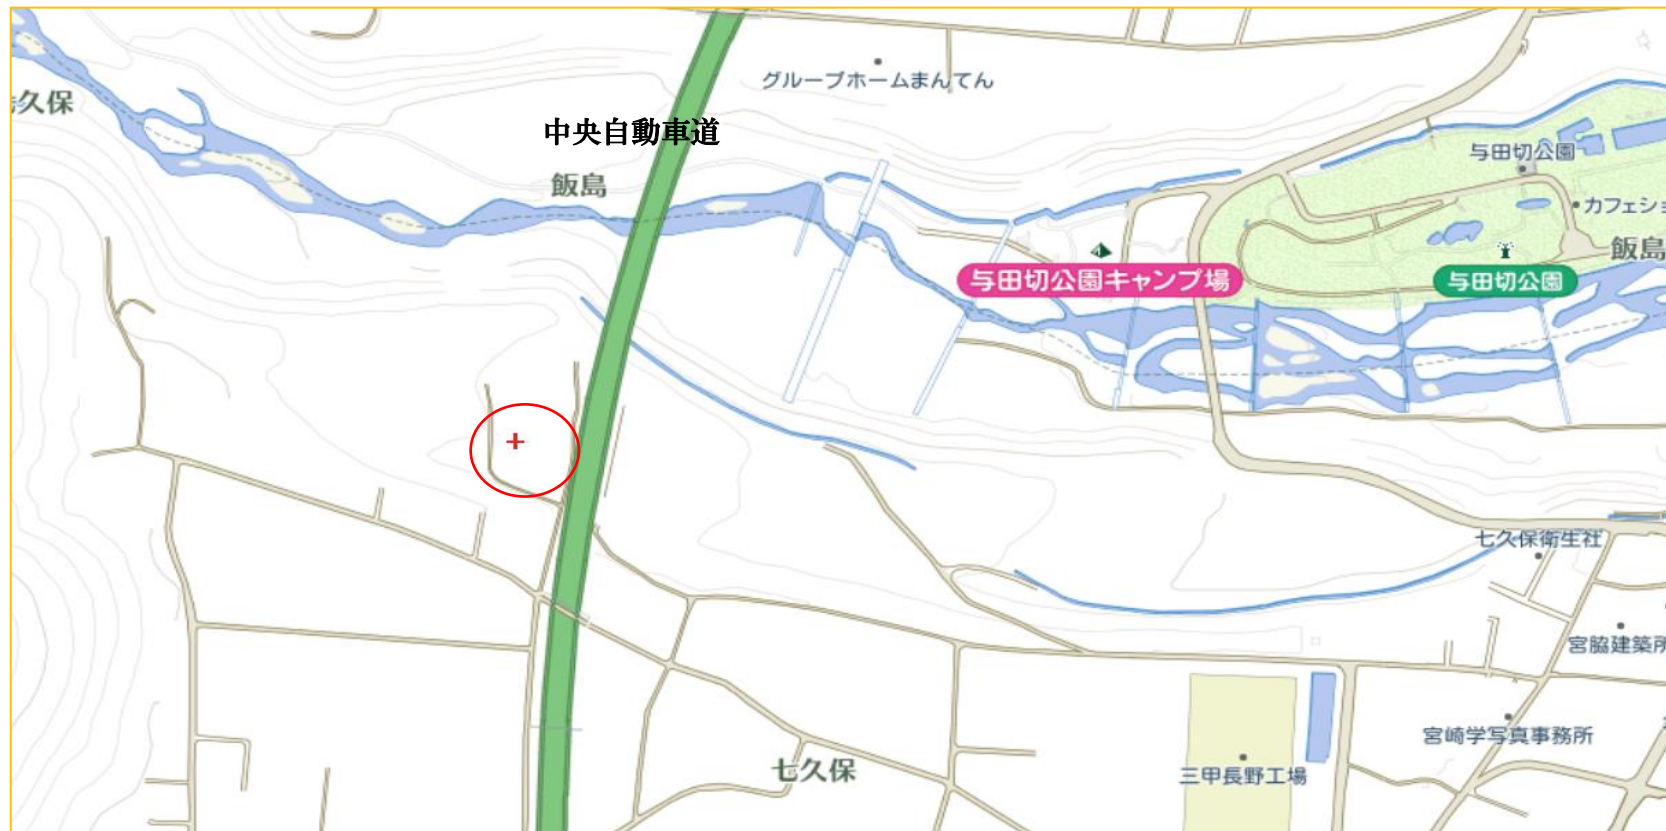 グループホームまんてん
久保
中央自動車道
与田切公園
飯島
カフェショ
飯島
与田切公園キャンプ場
与田切公園
七久保衛生社
宮脇建築所
宮崎学写真事務所
七久保
三甲長野工場